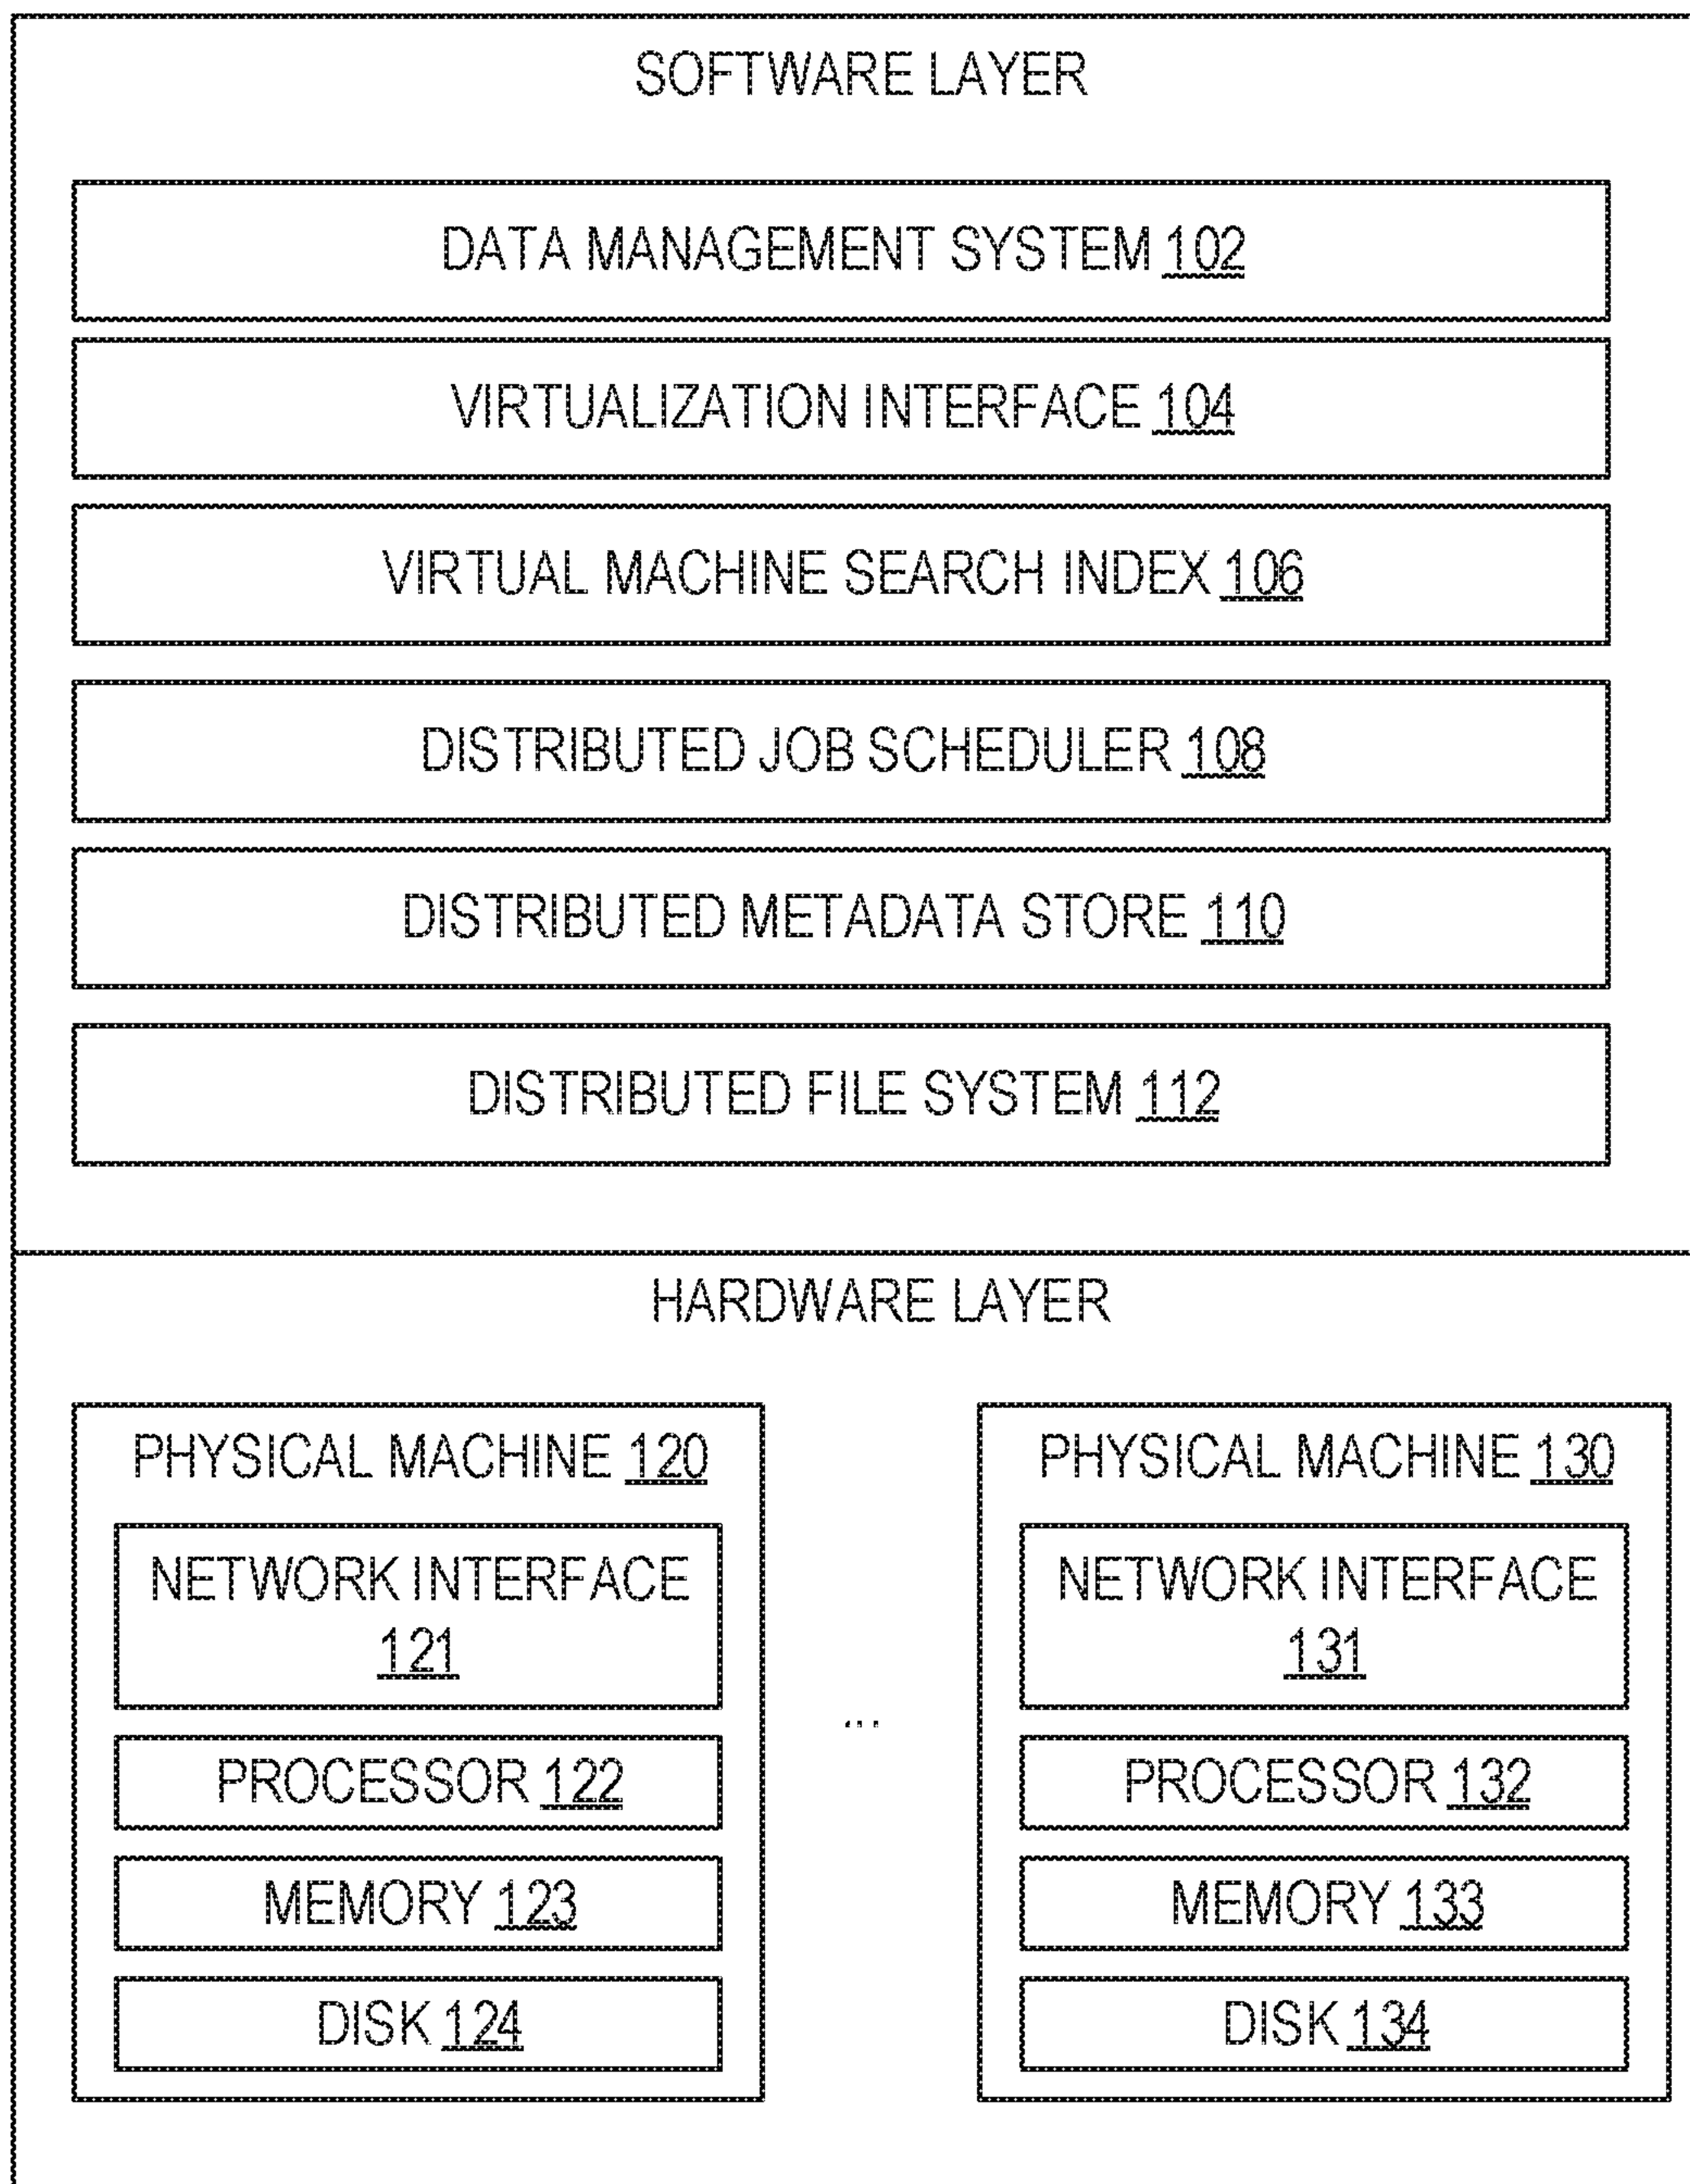 SOFTWARE LAYER
DATA MANAGEMENT SYSTEM 102
VIRTUALIZATION INTERFACE 104
VIRTUAL MACHINE SEARCH INDEX 106
DISTRIBUTED JOB SCHEDULER 108
DISTRIBUTED METADATA STORE 110
DISTRIBUTED FILE SYSTEM 112
HARDWARE LAYER
PHYSICAL MACHINE 120
NETWORK INTERFACE
121
PROCESSOR 122
MEMORY 123
DISK 124
...
PHYSICAL MACHINE 130
NETWORK INTERFACE
131
PROCESSOR 132
MEMORY 133
DISK 134